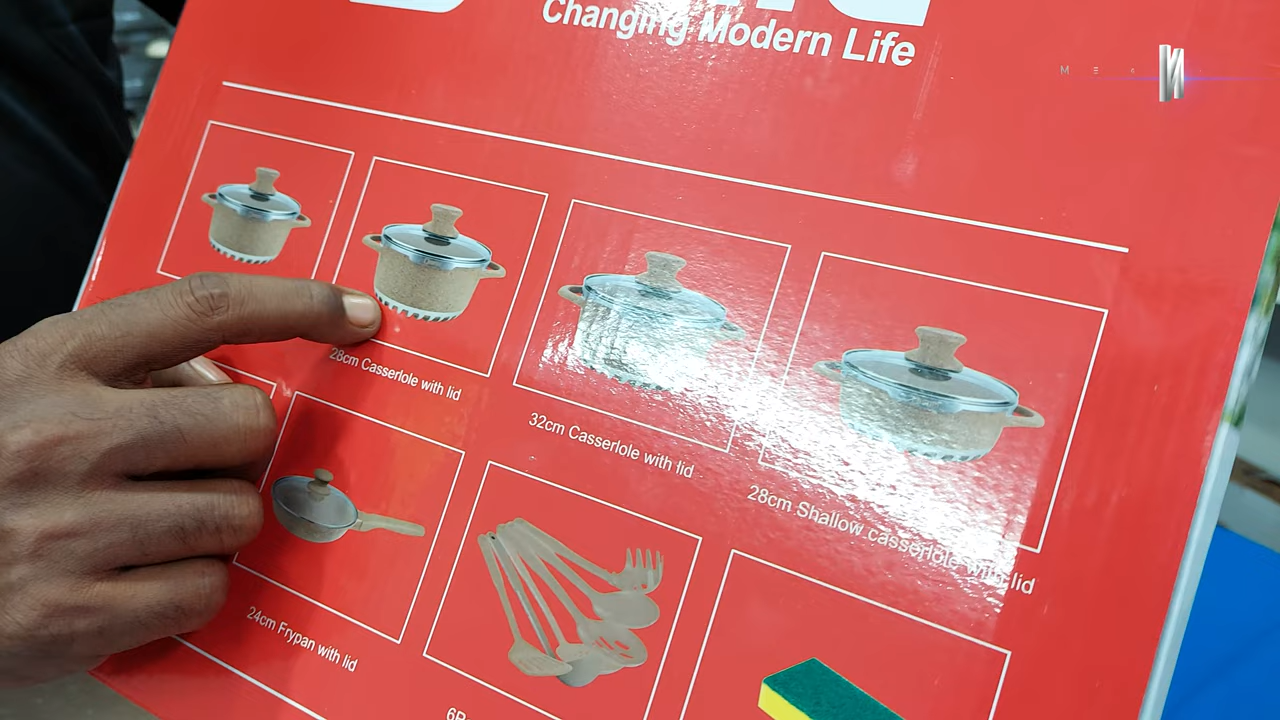 Changing Modern Life
28cm Casserlole with lid
32cm Casserlole with lid
28cm Shallow casserlole with lid
24cm Frypan with lid